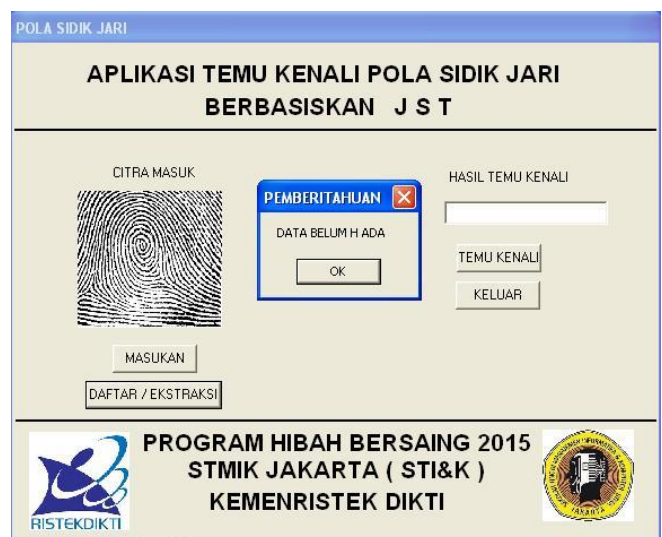 POLA SIDIK JARI
APLIKASI TEMU KENALI POLA SIDIK JARI
BERBASISKAN J S T
CITRA MASUK
HASIL TEMU KENALI
PEMBERITAHUAN
DATA BELUM H ADA
OK
TEMU KENALI
KELUAR
MASUKAN
DAFTAR / EKSTRAKSI
PROGRAM HIBAH BERSAING 2015
STMIK JAKARTA ( STI&K )
KEMENRISTEK DIKTI
RISTEKDIKTI
JAKARTA